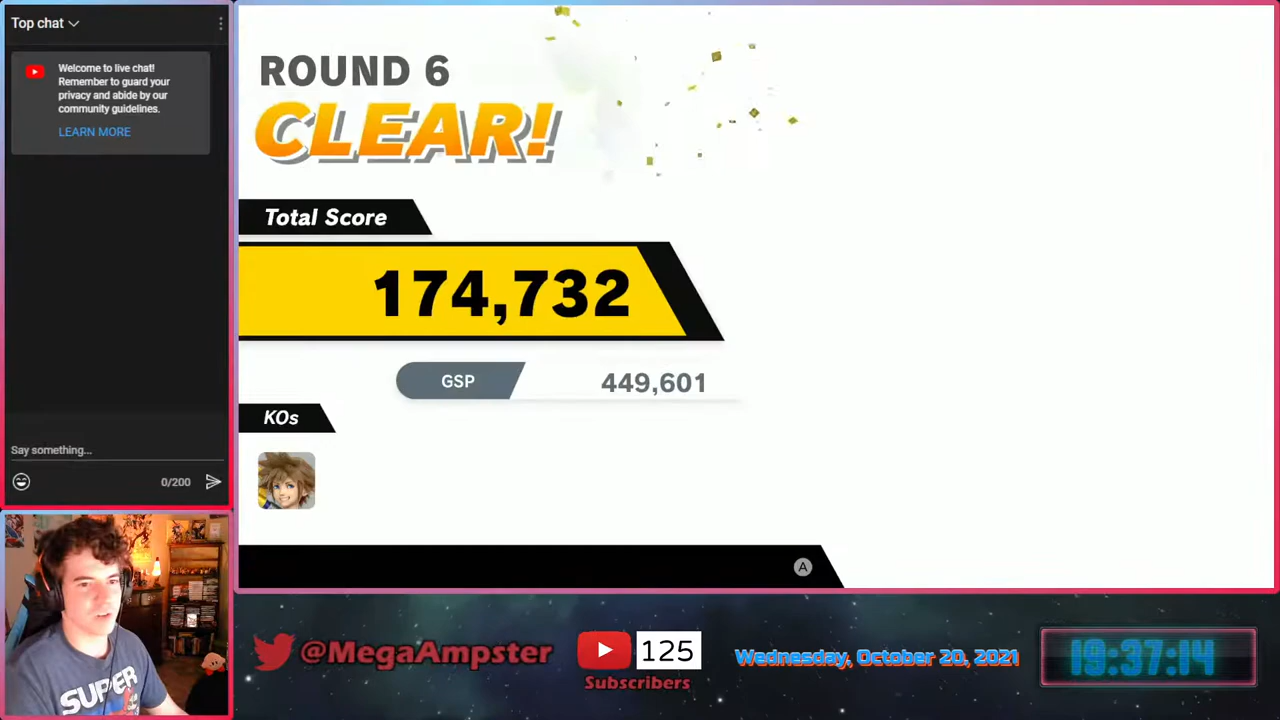 Top chat
Welcome to live chat!
Remember to guard your
privacy and abide by our
community guidelines.
LEARN MORE
Say something...
0/200
ROUND 6
CLEAR!
Total Score
174,732
GSP 449,601
KOs
A
SUPER
@MegaAmpster
125
Subscribers
Wednesday, October 20, 2021
19:37:14